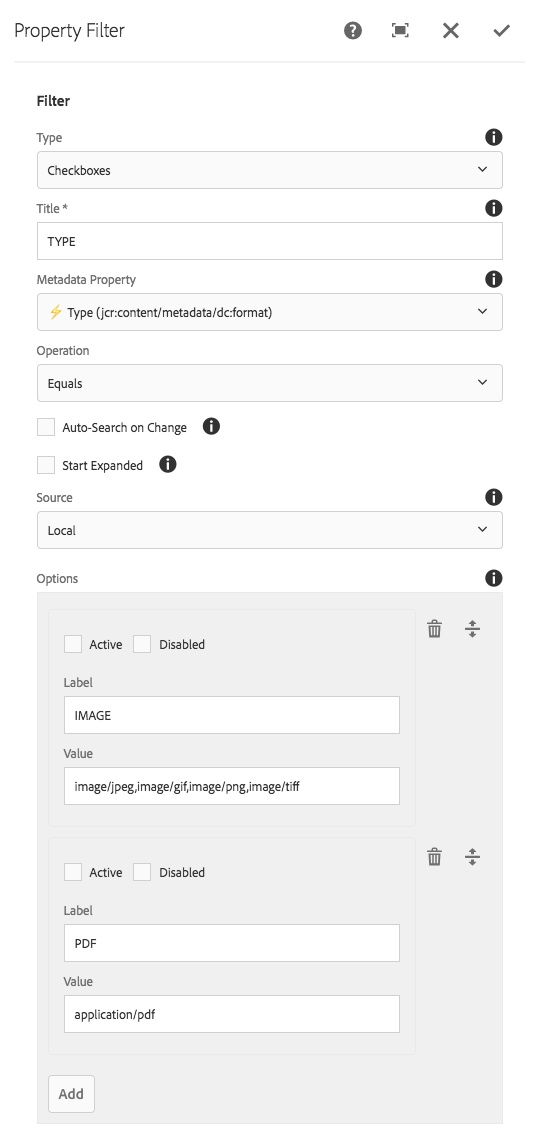 Property Filter
Filter
Type
Checkboxes
Title *
TYPE
Metadata Property
⚡ Type (jcr:content/metadata/dc:format)
Operation
Equals
Auto-Search on Change
Start Expanded
Source
Local
Options
Active Disabled
Label
IMAGE
Value
image/jpeg,image/gif,image/png,image/tiff
Active Disabled
Label
PDF
Value
application/pdf
Add